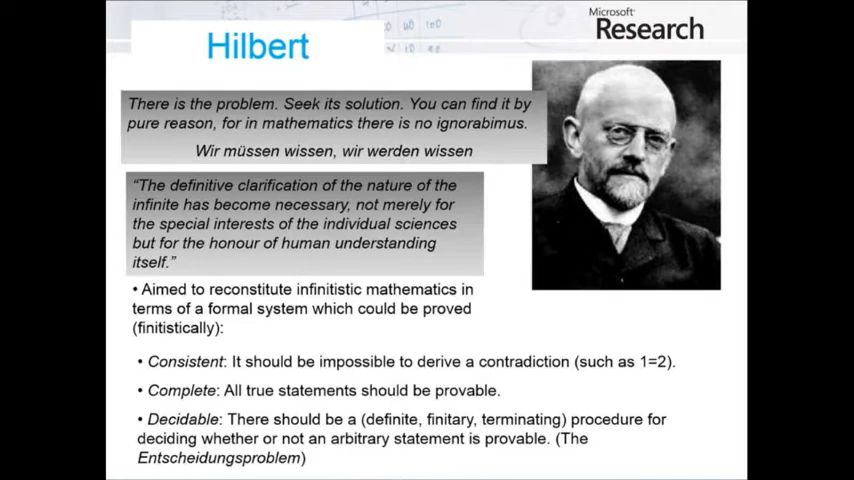 Microsoft
Research
Hilbert
There is the problem. Seek its solution. You can find it by
pure reason, for in mathematics there is no ignorabimus.
Wir müssen wissen, wir werden wissen
“The definitive clarification of the nature of the
infinite has become necessary, not merely for
the special interests of the individual sciences
but for the honour of human understanding
itself.”
• Aimed to reconstitute infinitistic mathematics in
terms of a formal system which could be proved
(finitistically):
• Consistent: It should be impossible to derive a contradiction (such as 1=2).
• Complete: All true statements should be provable.
• Decidable: There should be a (definite, finitary, terminating) procedure for
deciding whether or not an arbitrary statement is provable. (The
Entscheidungsproblem)